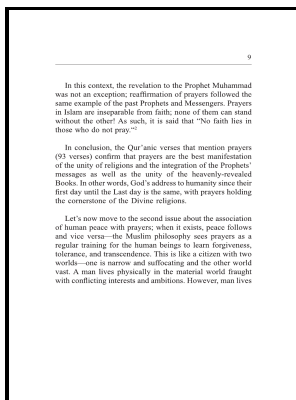 9
In this context, the revelation to the Prophet Muhammad
was not an exception; reaffirmation of prayers followed the
same example of the past Prophets and Messengers. Prayers
in Islam are inseparable from faith; none of them can stand
without the other! As such, it is said that “No faith lies in
those who do not pray.”²
In conclusion, the Qur’anic verses that mention prayers
(93 verses) confirm that prayers are the best manifestation
of the unity of religions and the integration of the Prophets’
messages as well as the unity of the heavenly-revealed
Books. In other words, God’s address to humanity since their
first day until the Last day is the same, with prayers holding
the cornerstone of the Divine religions.
Let’s now move to the second issue about the association
of human peace with prayers; when it exists, peace follows
and vice versa—the Muslim philosophy sees prayers as a
regular training for the human beings to learn forgiveness,
tolerance, and transcendence. This is like a citizen with two
worlds—one is narrow and suffocating and the other world
vast. A man lives physically in the material world fraught
with conflicting interests and ambitions. However, man lives